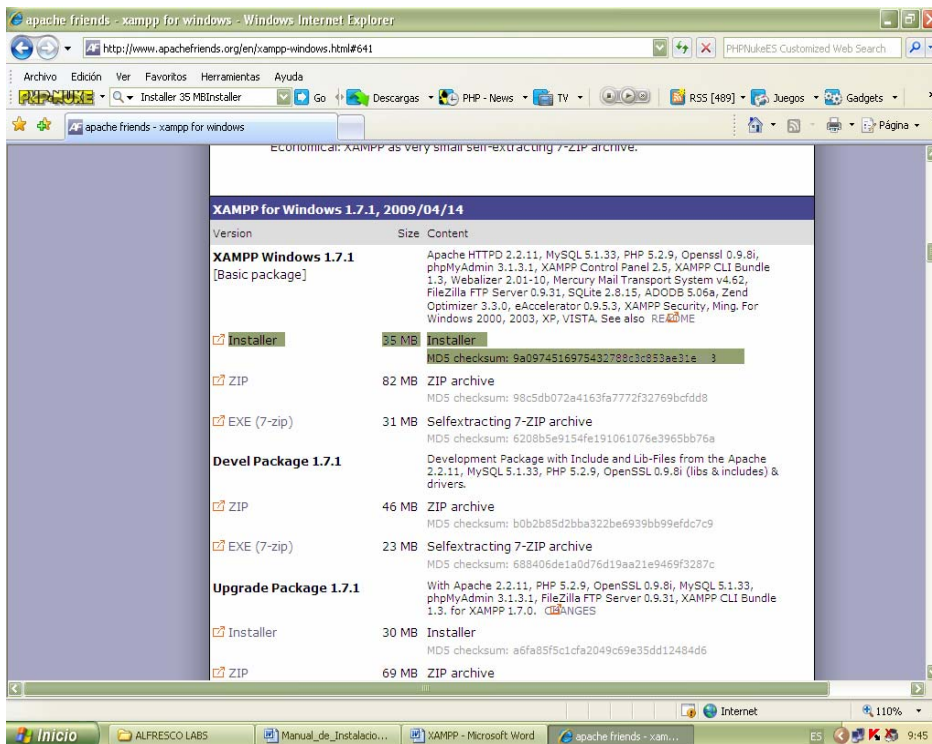 apache friends - xampp for windows - Windows Internet Explorer
http://www.apachefriends.org/en/xampp-windows.html#641
PHPNukeES Customized Web Search
Archivo Edición Ver Favoritos Herramientas Ayuda
PHPNUKE Installer 35 MBInstaller Go Descargas PHP - News TV RSS [489] Juegos Gadgets
apache friends - xampp for windows
Página
Economical: XAMPP as very small self-extracting 7-ZIP archive.
XAMPP for Windows 1.7.1, 2009/04/14
Version Size Content
XAMPP Windows 1.7.1
[Basic package]
Apache HTTPD 2.2.11, MySQL 5.1.33, PHP 5.2.9, Openssl 0.9.8i,
phpMyAdmin 3.1.3.1, XAMPP Control Panel 2.5, XAMPP CLI Bundle
1.3, Webalizer 2.01-10, Mercury Mail Transport System v4.62,
FileZilla FTP Server 0.9.31, SQLite 2.8.15, ADODB 5.06a, Zend
Optimizer 3.3.0, eAccelerator 0.9.5.3, XAMPP Security, Ming. For
Windows 2000, 2003, XP, VISTA. See also README
Installer 35 MB Installer
MD5 checksum:
ZIP 82 MB ZIP archive
MD5 checksum: 98c5db072a4163fa7772f32769bcfdd8
EXE (7-zip) 31 MB Selfextracting 7-ZIP archive
MD5 checksum: 6208b5e9154fe191061076e3965bb76a
Devel Package 1.7.1
Development Package with Include and Lib-Files from the Apache
2.2.11, MySQL 5.1.33, PHP 5.2.9, OpenSSL 0.9.8i (libs & includes) &
drivers.
ZIP 46 MB ZIP archive
MD5 checksum: b0b2b85d2bba322be6939bb99efdc7c9
EXE (7-zip) 23 MB Selfextracting 7-ZIP archive
MD5 checksum: 688406de1a0d76d19aa21e9469f3287c
Upgrade Package 1.7.1
With Apache 2.2.11, PHP 5.2.9, OpenSSL 0.9.8i, MySQL 5.1.33,
phpMyAdmin 3.1.3.1, FileZilla FTP Server 0.9.31, XAMPP CLI Bundle
1.3. for XAMPP 1.7.0. CHANGES
Installer 30 MB Installer
MD5 checksum: a6fa85f5c1cfa2049c69e35dd12484d6
ZIP 69 MB ZIP archive
Internet 110%
Inicio ALFRESCO LABS Manual_de_Instalacio... XAMPP - Microsoft Word apache friends - xam... ES 9:45